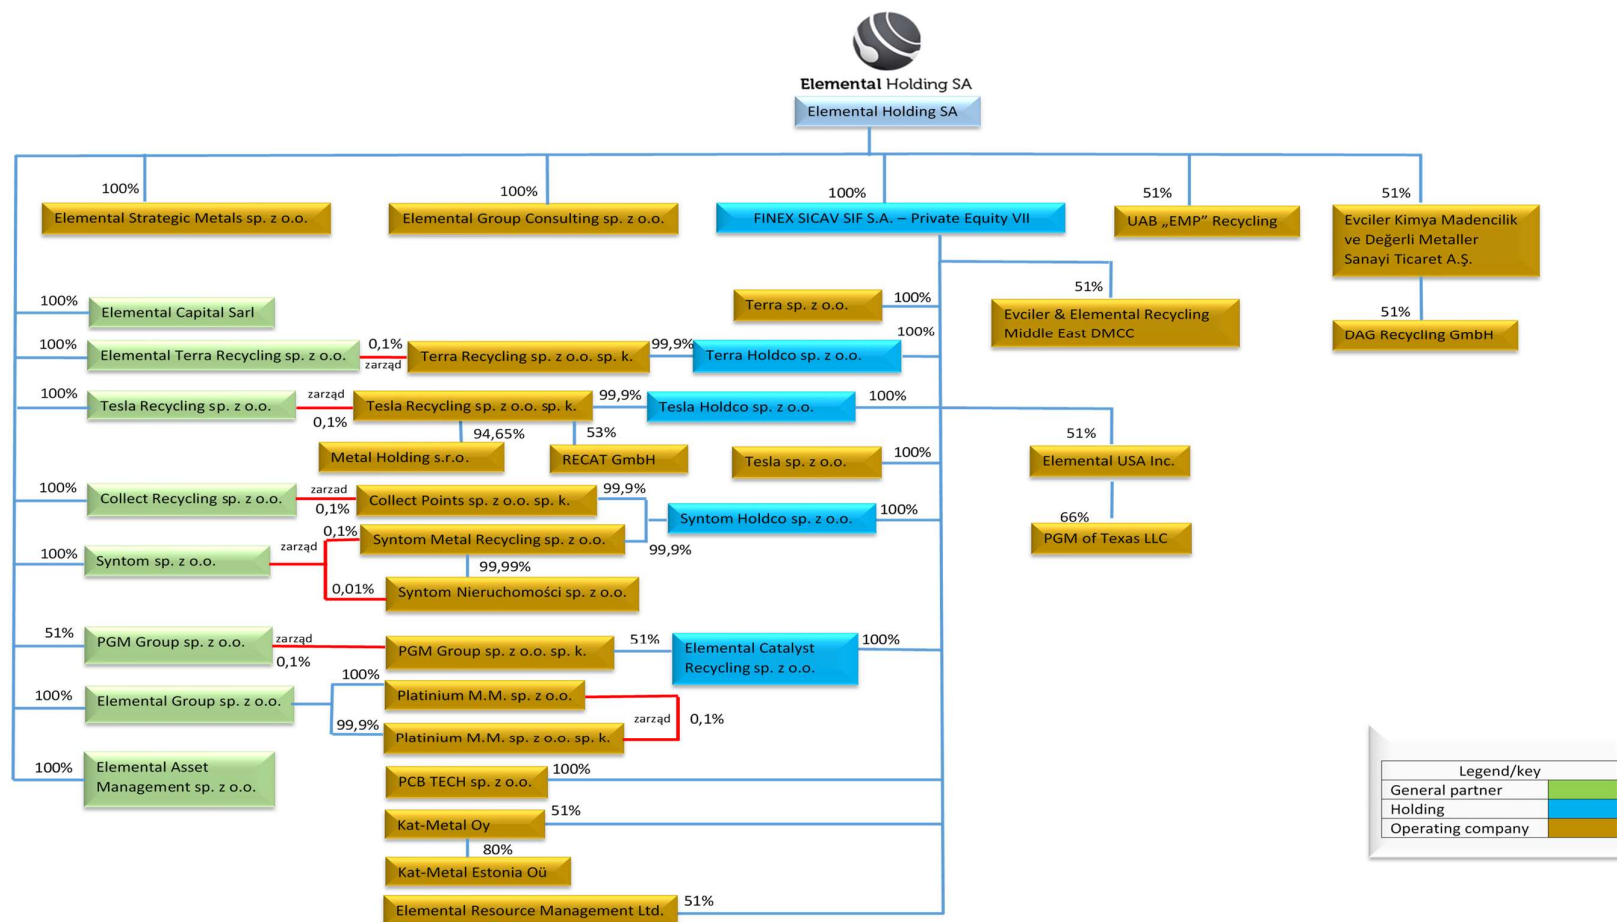 Elemental Holding SA
Elemental Holding SA
100%
100%
100%
51%
51%
Elemental Strategic Metals sp. z o.o.
Elemental Group Consulting sp. z o.o.
FINEX SICAV SIF S.A. – Private Equity VII
UAB „EMP” Recycling
Evciler Kimya Madencilik
ve Değerli Metaller
Sanayi Ticaret A.Ş.
100%
Elemental Capital Sarl
Terra sp. z o.o.
100%
51%
Evciler & Elemental Recycling
Middle East DMCC
51%
DAG Recycling GmbH
100%
Elemental Terra Recycling sp. z o.o.
0,1%
zarząd
Terra Recycling sp. z o.o. sp. k.
99,9%
Terra Holdco sp. z o.o.
100%
100%
Tesla Recycling sp. z o.o.
zarząd
0,1%
Tesla Recycling sp. z o.o. sp. k.
99,9%
Tesla Holdco sp. z o.o.
100%
94,65%
53%
51%
Metal Holding s.r.o.
RECAT GmbH
Tesla sp. z o.o.
100%
Elemental USA Inc.
100%
Collect Recycling sp. z o.o.
zarzad
0,1%
Collect Points sp. z o.o. sp. k.
99,9%
Syntom Holdco sp. z o.o.
100%
66%
PGM of Texas LLC
100%
Syntom sp. z o.o.
zarząd
0,1%
Syntom Metal Recycling sp. z o.o.
99,9%
99,99%
0,01%
Syntom Nieruchomości sp. z o.o.
51%
PGM Group sp. z o.o.
zarząd
0,1%
PGM Group sp. z o.o. sp. k.
51%
Elemental Catalyst
Recycling sp. z o.o.
100%
100%
Elemental Group sp. z o.o.
100%
Platinium M.M. sp. z o.o.
99,9%
Platinium M.M. sp. z o.o. sp. k.
zarząd
0,1%
100%
Elemental Asset
Management sp. z o.o.
PCB TECH sp. z o.o.
100%
Kat-Metal Oy
51%
80%
Kat-Metal Estonia Oü
Elemental Resource Management Ltd.
51%
Legend/key
General partner
Holding
Operating company